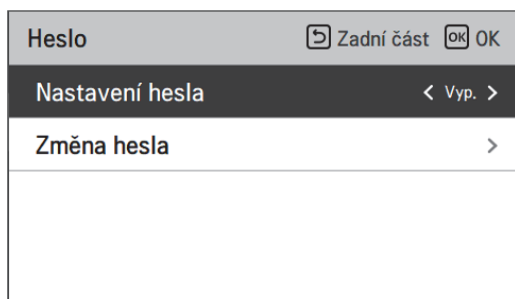 Heslo Zadní část OK OK
Nastavení hesla < Vyp. >
Změna hesla >